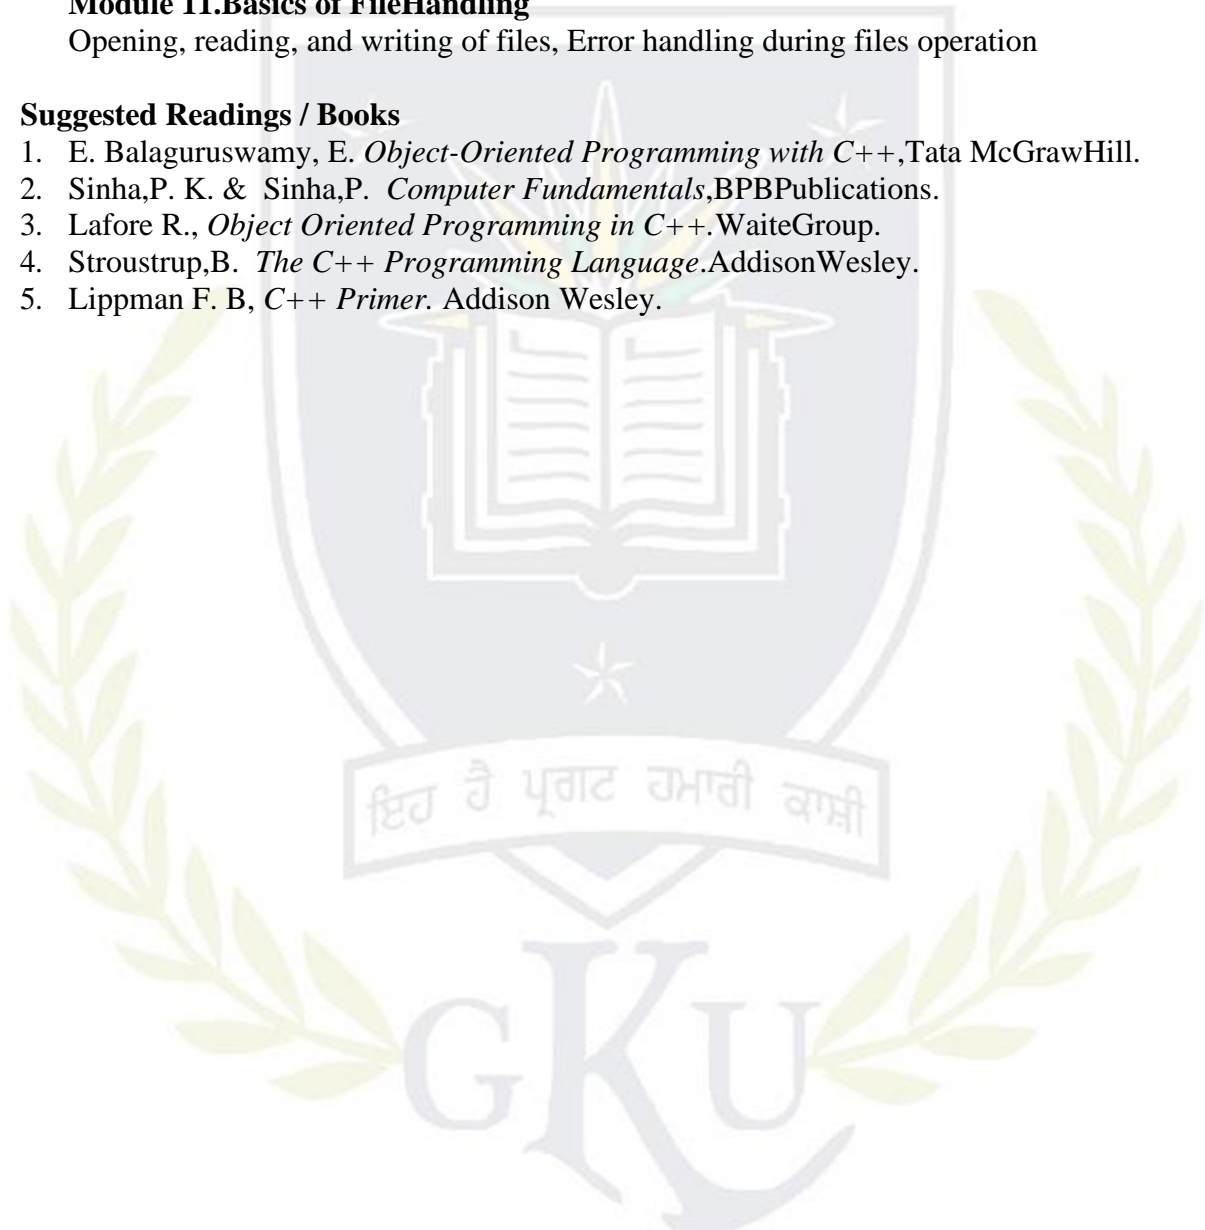 Module 11.Basics of FileHandling
Opening, reading, and writing of files, Error handling during files operation
Suggested Readings / Books
1. E. Balaguruswamy, E. Object-Oriented Programming with C++,Tata McGrawHill.
2. Sinha,P. K. & Sinha,P. Computer Fundamentals,BPBPublications.
3. Lafore R., Object Oriented Programming in C++.WaiteGroup.
4. Stroustrup,B. The C++ Programming Language.AddisonWesley.
5. Lippman F. B, C++ Primer. Addison Wesley.
ਇਹ ਹੈ ਪ੍ਰਗਟ ਹਮਾਰੀ ਕਾਸ਼ੀ
GKU